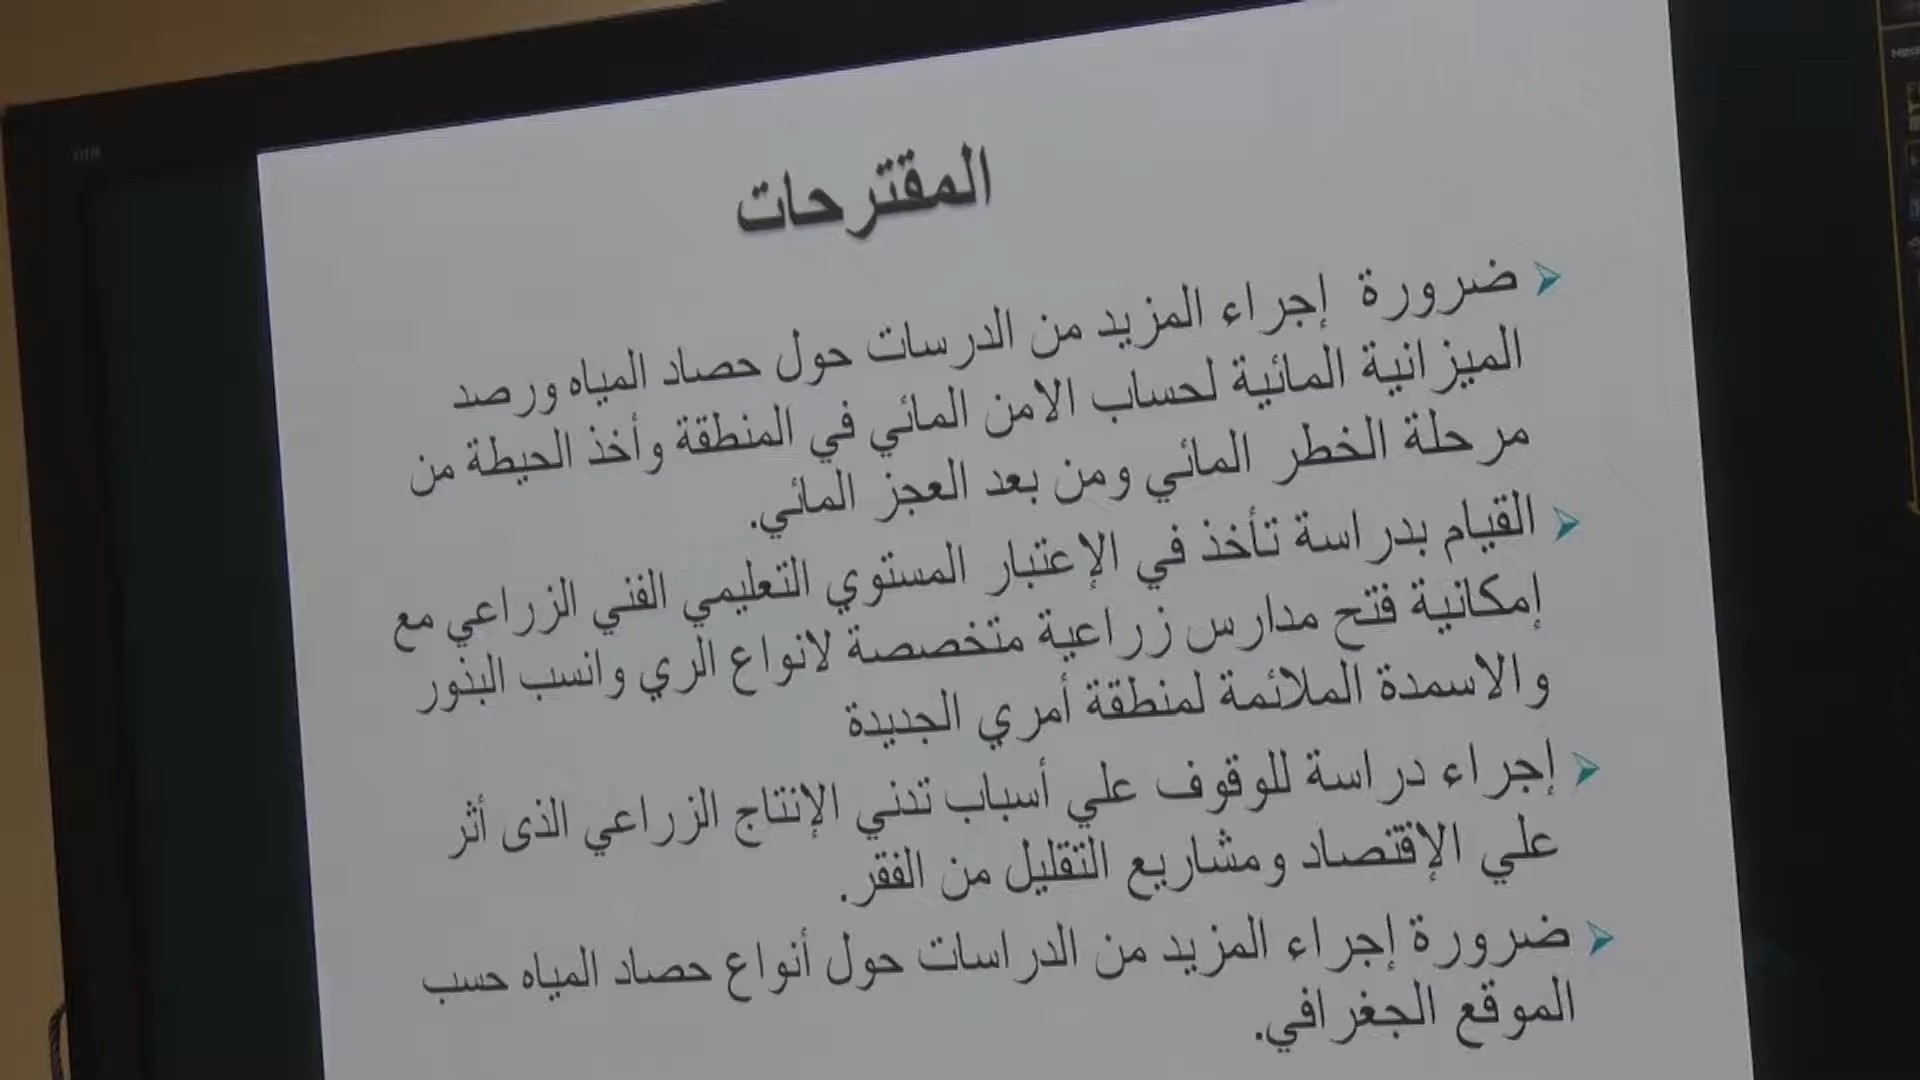 المقترحات
ضرورة إجراء المزيد من الدرسات حول حصاد المياه ورصد
الميزانية المائية لحساب الامن المائي في المنطقة وأخذ الحيطة من
مرحلة الخطر المائي ومن بعد العجز المائي.
القيام بدراسة تأخذ في الإعتبار المستوي التعليمي الفني الزراعي مع
إمكانية فتح مدارس زراعية متخصصة لانواع الري وانسب البذور
والاسمدة الملائمة لمنطقة أمري الجديدة
إجراء دراسة للوقوف علي أسباب تدني الإنتاج الزراعي الذى أثر
علي الإقتصاد ومشاريع التقليل من الفقر.
ضرورة إجراء المزيد من الدراسات حول أنواع حصاد المياه حسب
الموقع الجغرافي.